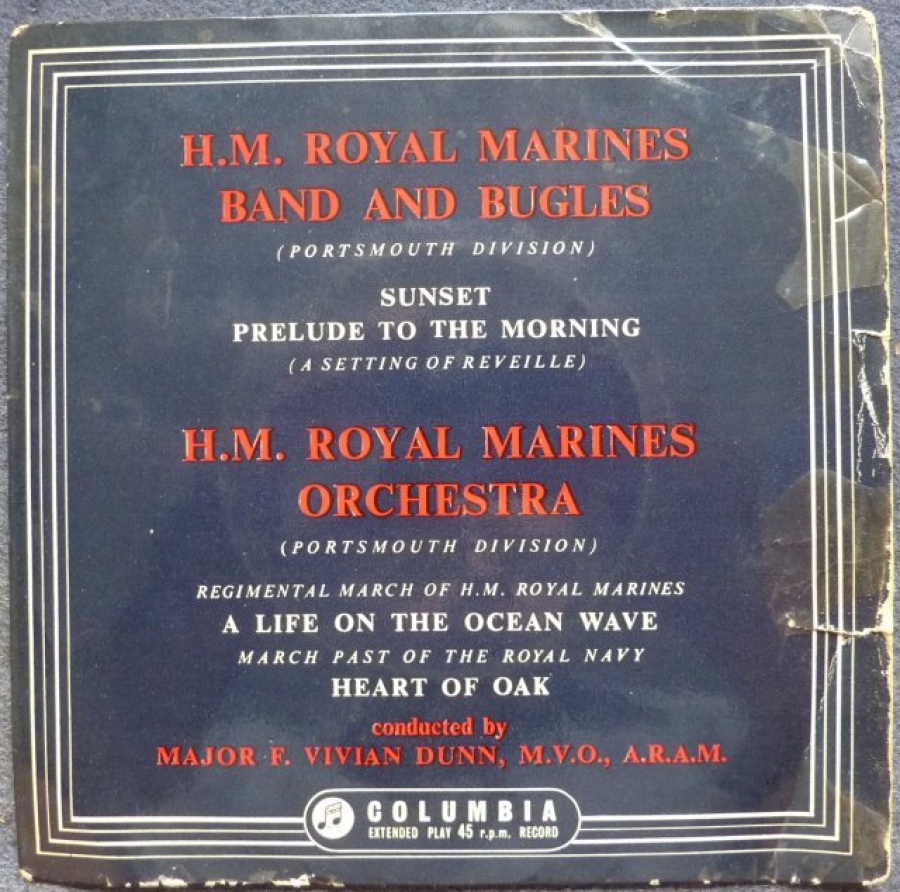 H.M. ROYAL MARINES
BAND AND BUGLES
(PORTSMOUTH DIVISION)
SUNSET
PRELUDE TO THE MORNING
(A SETTING OF REVEILLE)
H.M. ROYAL MARINES
ORCHESTRA
(PORTSMOUTH DIVISION)
REGIMENTAL MARCH OF H.M. ROYAL MARINES
A LIFE ON THE OCEAN WAVE
MARCH PAST OF THE ROYAL NAVY
HEART OF OAK
conducted by
MAJOR F. VIVIAN DUNN, M.V.O., A.R.A.M.
COLUMBIA
EXTENDED PLAY 45 r.p.m. RECORD